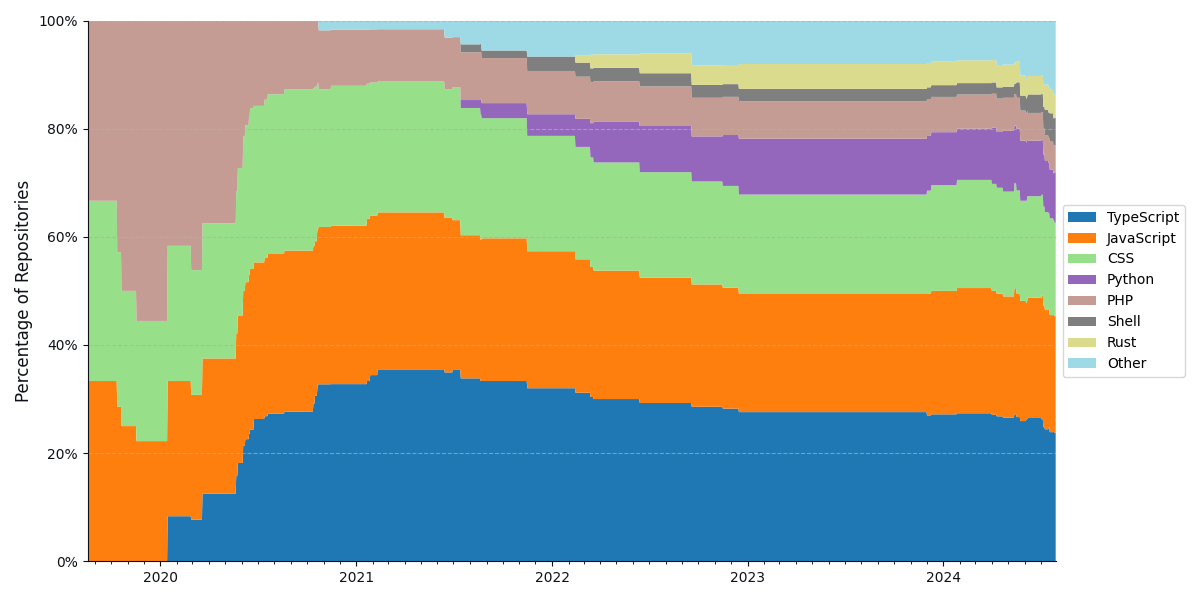 100%
80%
60%
40%
20%
0%
Percentage of Repositories
2020
2021
2022
2023
2024
TypeScript
JavaScript
CSS
Python
PHP
Shell
Rust
Other